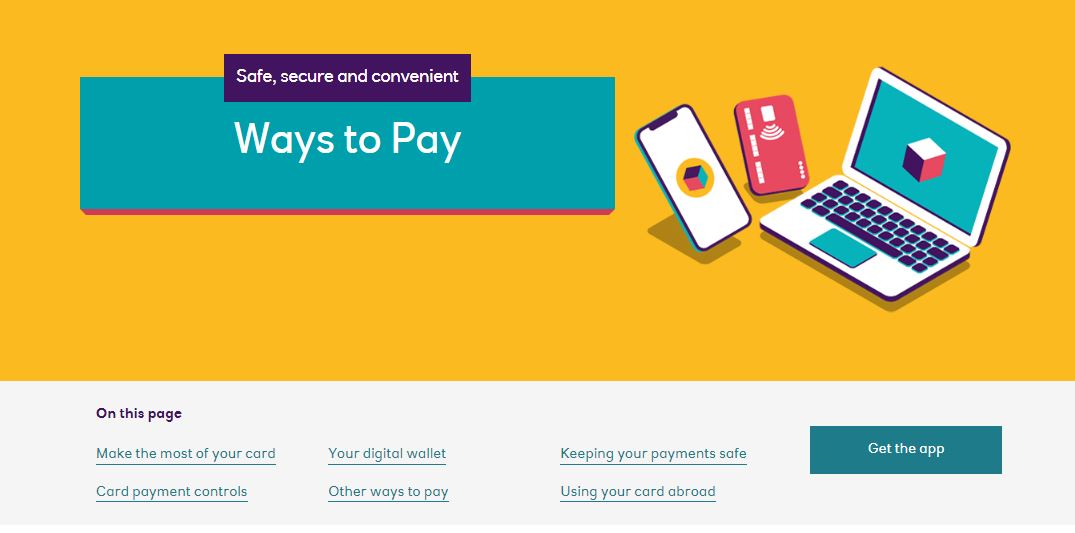 Safe, secure and convenient
Ways to Pay
On this page
Make the most of your card
Your digital wallet
Keeping your payments safe
Get the app
Card payment controls
Other ways to pay
Using your card abroad